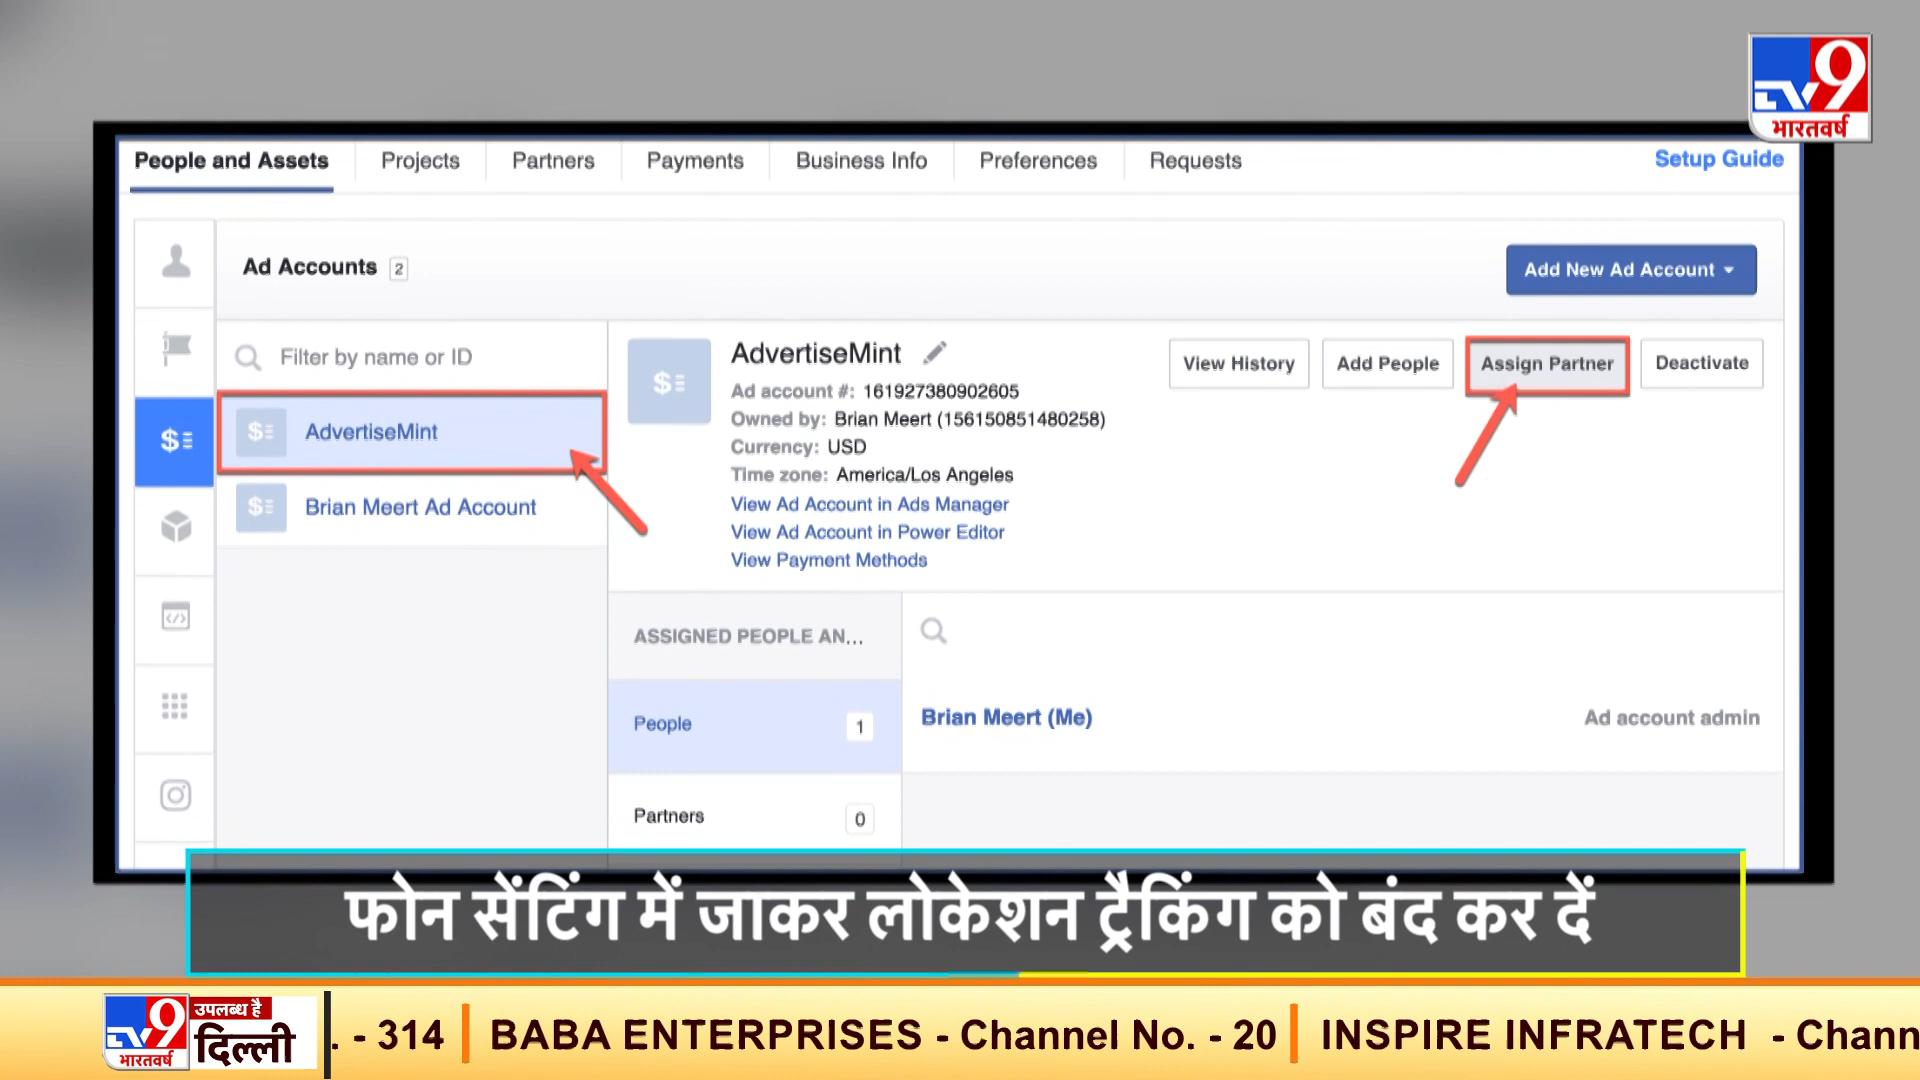 TV9
भारतवर्ष
People and Assets Projects Partners Payments Business Info Preferences Requests Setup Guide
Ad Accounts 2
Add New Ad Account
Filter by name or ID
AdvertiseMint
Brian Meert Ad Account
AdvertiseMint
View History Add People Assign Partner Deactivate
Ad account #: 161927380902605
Owned by: Brian Meert (156150851480258)
Currency: USD
Time zone: America/Los Angeles
View Ad Account in Ads Manager
View Ad Account in Power Editor
View Payment Methods
ASSIGNED PEOPLE AN...
People 1
Partners 0
Brian Meert (Me) Ad account admin
फोन सेंटिंग में जाकर लोकेशन ट्रैकिंग को बंद कर दें
TV9
भारतवर्ष
उपलब्ध है
दिल्ली
. - 314 BABA ENTERPRISES - Channel No. - 20 INSPIRE INFRATECH - Chann